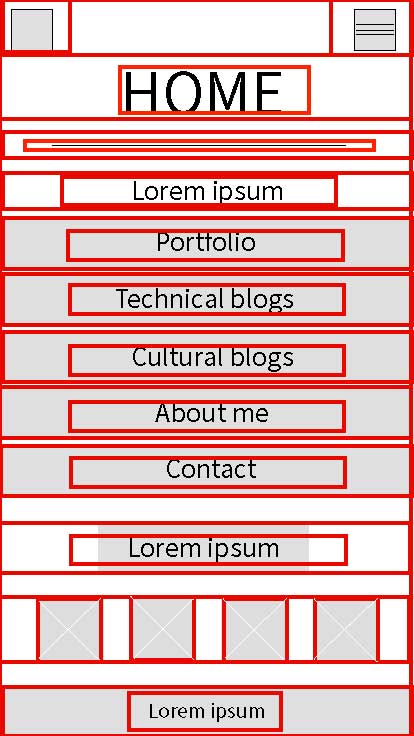 HOME
Lorem ipsum
Portfolio
Technical blogs
Cultural blogs
About me
Contact
Lorem ipsum
Lorem ipsum